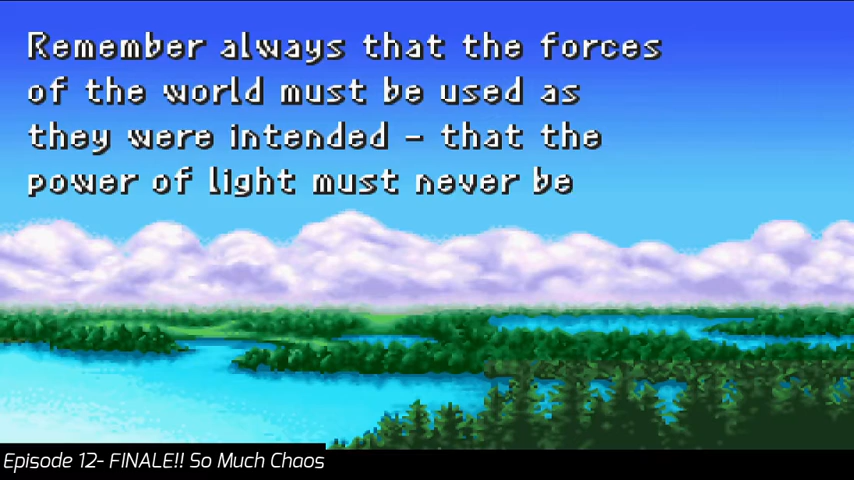 Remember always that the forces
of the world must be used as
they were intended - that the
power of light must never be
Episode 12- FINALE!! So Much Chaos